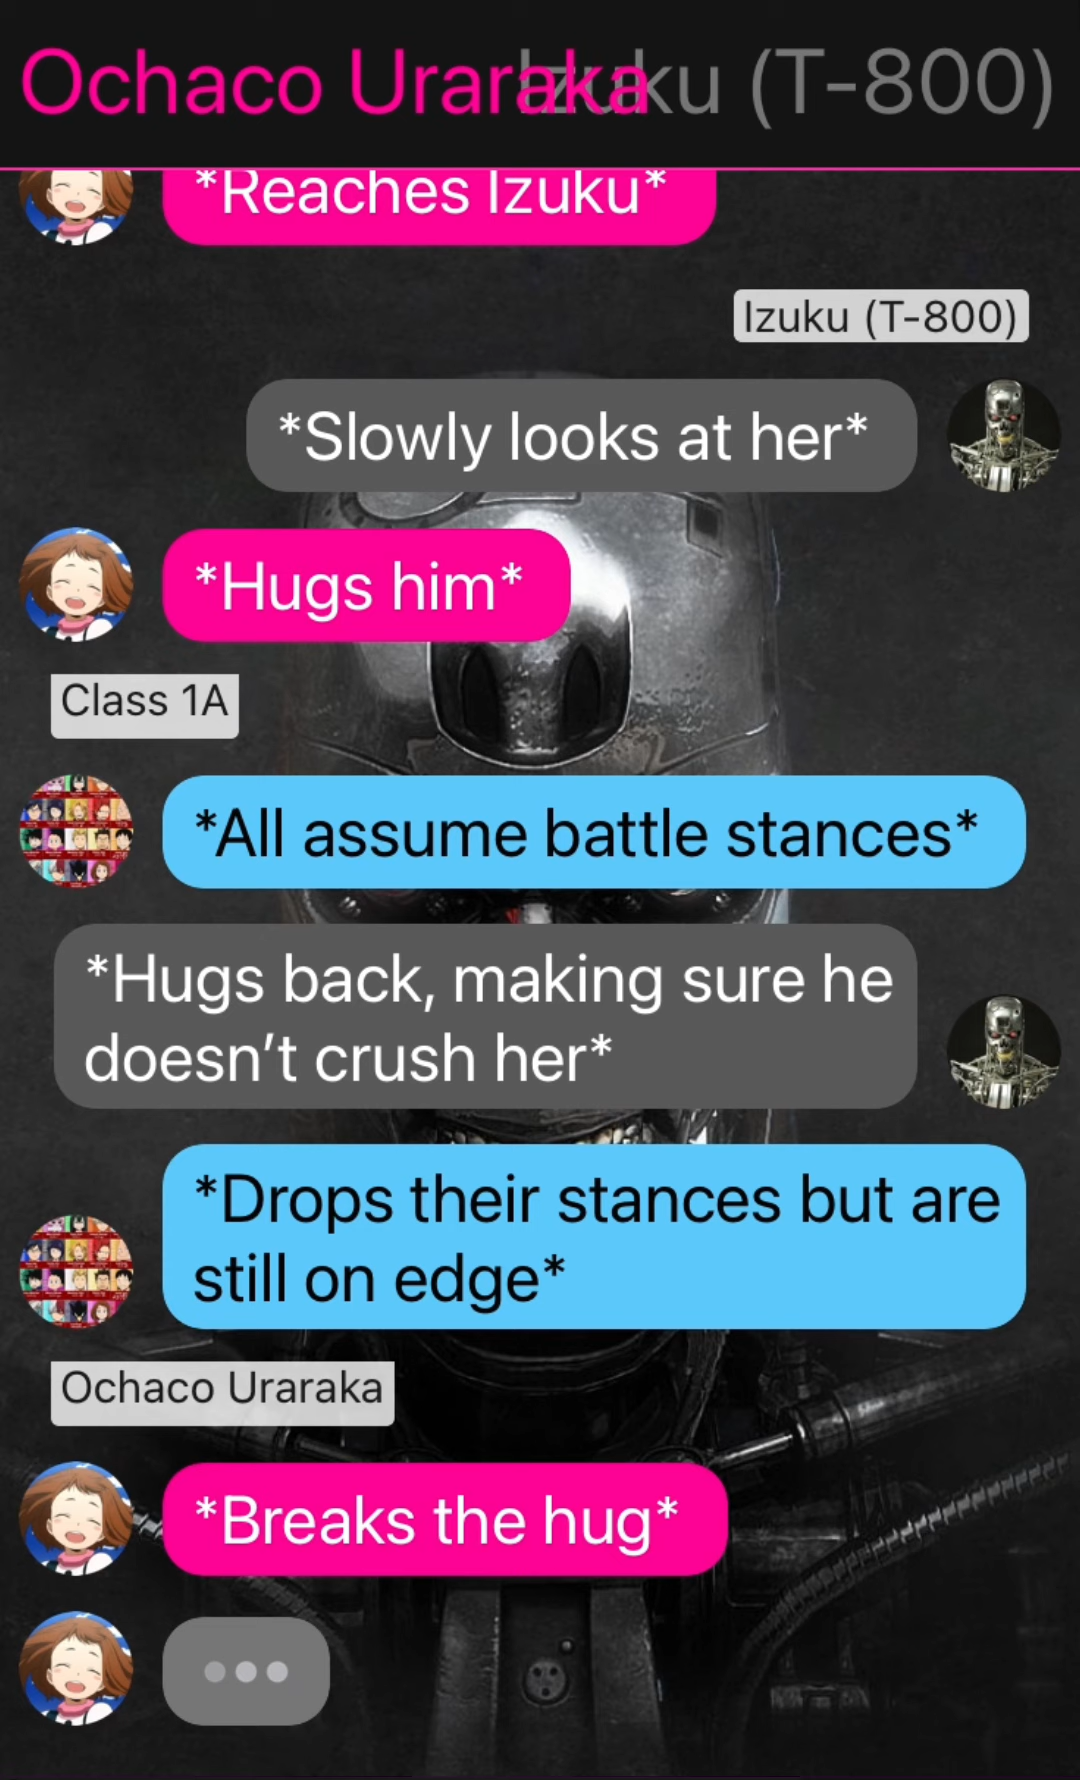 Ochaco Uraraka
Izuku (T-800)
*Reaches Izuku*
Izuku (T-800)
*Slowly looks at her*
*Hugs him*
Class 1A
*All assume battle stances*
*Hugs back, making sure he
doesn’t crush her*
*Drops their stances but are
still on edge*
Ochaco Uraraka
*Breaks the hug*